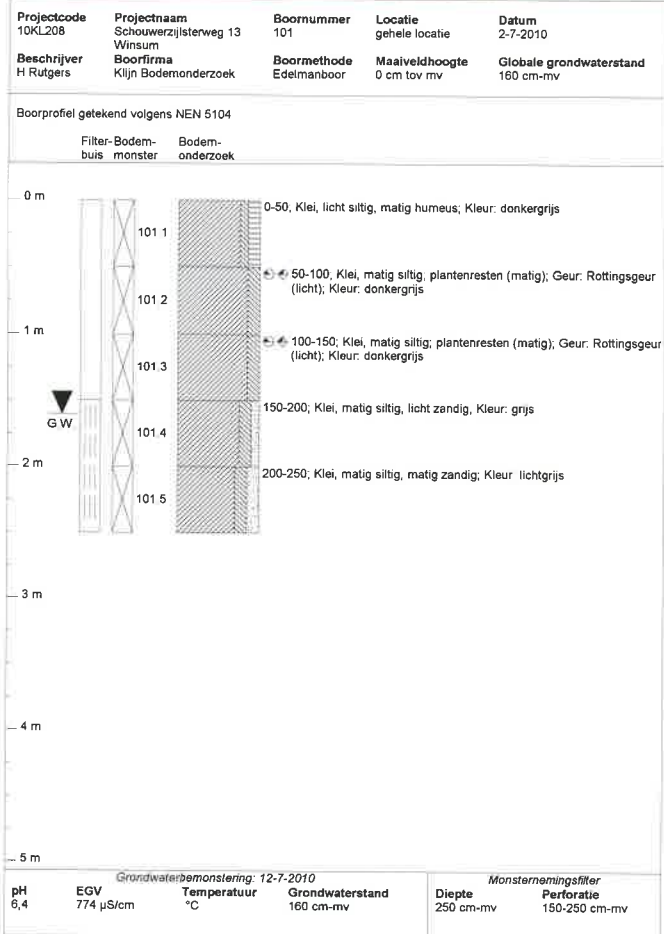 Projectcode Projectnaam Boornummer Locatie Datum
10KL208 Schouwerzijlsterweg 13 101 gehele locatie 2-7-2010
Winsum
Beschrijver Boorfirma Boormethode Maaiveldhoogte Globale grondwaterstand
H Rutgers Klijn Bodemonderzoek Edelmanboor 0 cm tov mv 160 cm-mv
Boorprofiel getekend volgens NEN 5104
Filter- Bodem- Bodem-
buis monster onderzoek
0 m
0-50, Klei, licht siltig, matig humeus; Kleur: donkergrijs
101 1
50-100; Klei, matig siltig; plantenresten (matig); Geur: Rottingsgeur
(licht); Kleur: donkergrijs
101 2
1 m
100-150; Klei, matig siltig; plantenresten (matig); Geur: Rottingsgeur
(licht); Kleur: donkergrijs
101.3
150-200; Klei, matig siltig, licht zandig, Kleur: grijs
GW
101.4
2 m
200-250; Klei, matig siltig, matig zandig; Kleur lichtgrijs
101 5
3 m
4 m
5 m
Grondwaterbemonstering: 12-7-2010 Monsternemingsfilter
pH EGV Temperatuur Grondwaterstand Diepte Perforatie
6,4 774 µS/cm °C 160 cm-mv 250 cm-mv 150-250 cm-mv